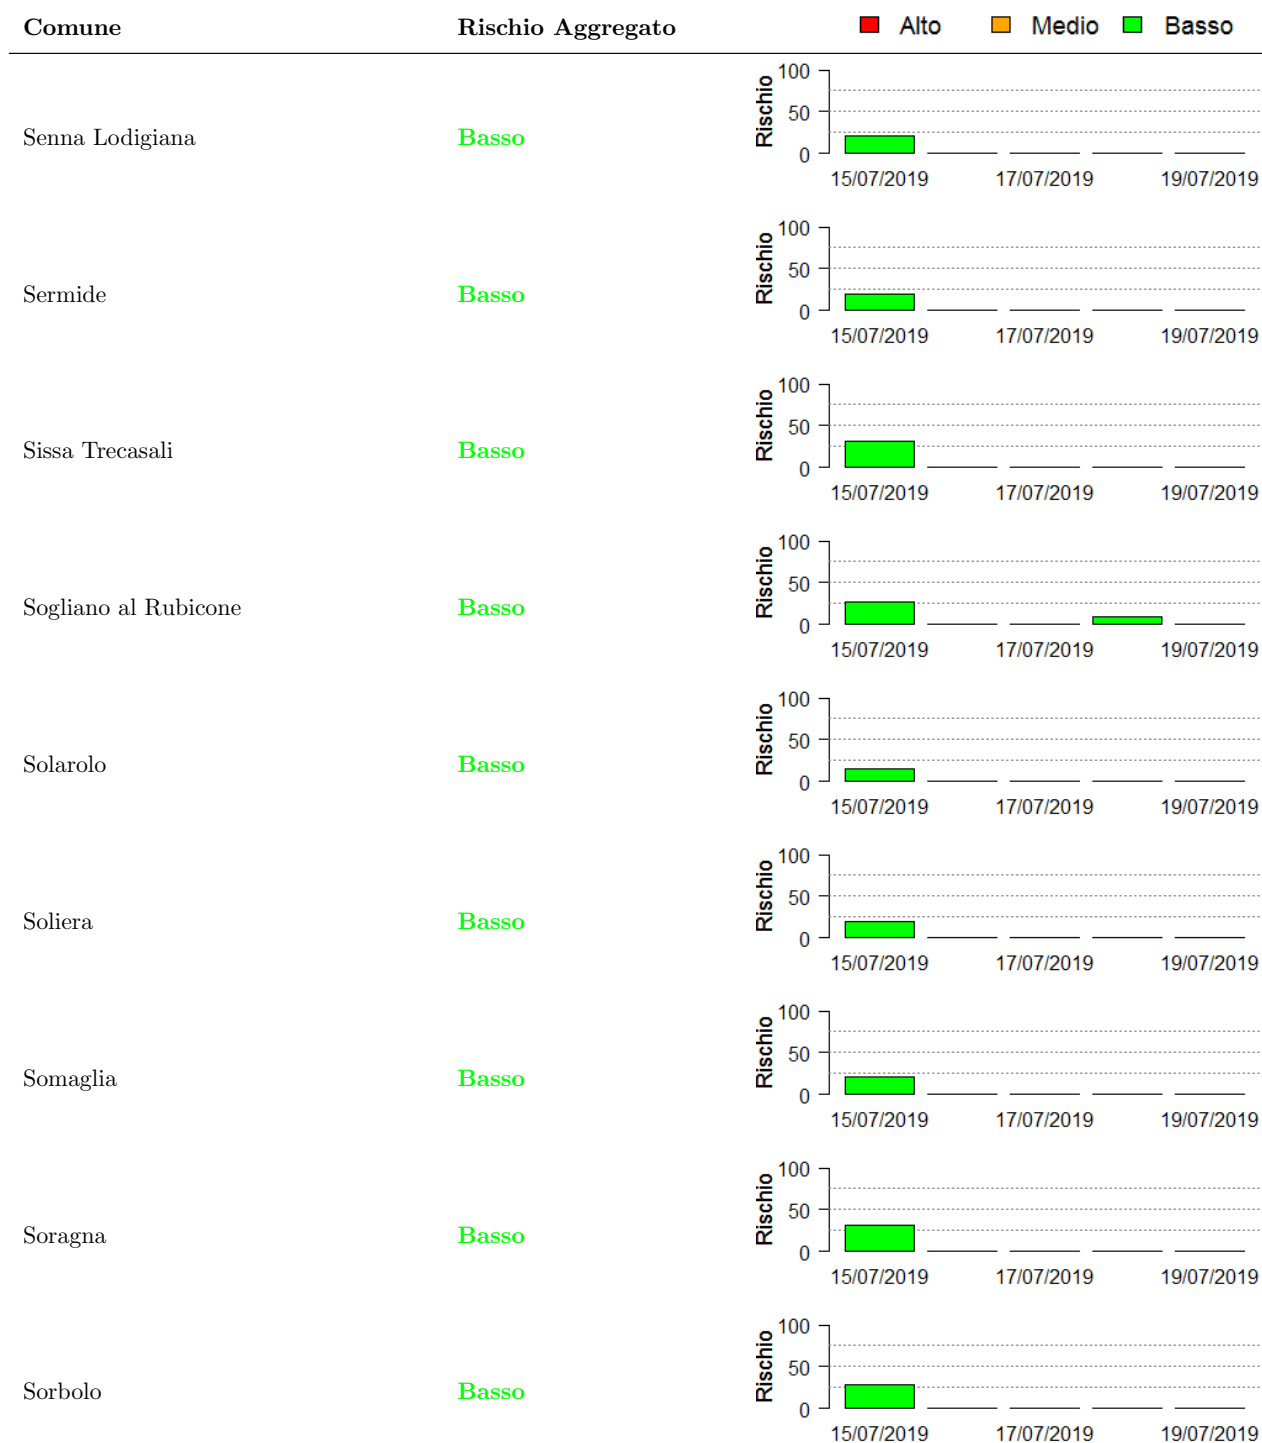 Comune Rischio Aggregato Alto Medio Basso
Senna Lodigiana Basso Rischio 100 50 0
15/07/2019 17/07/2019 19/07/2019
Sermide Basso Rischio 100 50 0
15/07/2019 17/07/2019 19/07/2019
Sissa Trecasali Basso Rischio 100 50 0
15/07/2019 17/07/2019 19/07/2019
Sogliano al Rubicone Basso Rischio 100 50 0
15/07/2019 17/07/2019 19/07/2019
Solarolo Basso Rischio 100 50 0
15/07/2019 17/07/2019 19/07/2019
Soliera Basso Rischio 100 50 0
15/07/2019 17/07/2019 19/07/2019
Somaglia Basso Rischio 100 50 0
15/07/2019 17/07/2019 19/07/2019
Soragna Basso Rischio 100 50 0
15/07/2019 17/07/2019 19/07/2019
Sorbolo Basso Rischio 100 50 0
15/07/2019 17/07/2019 19/07/2019